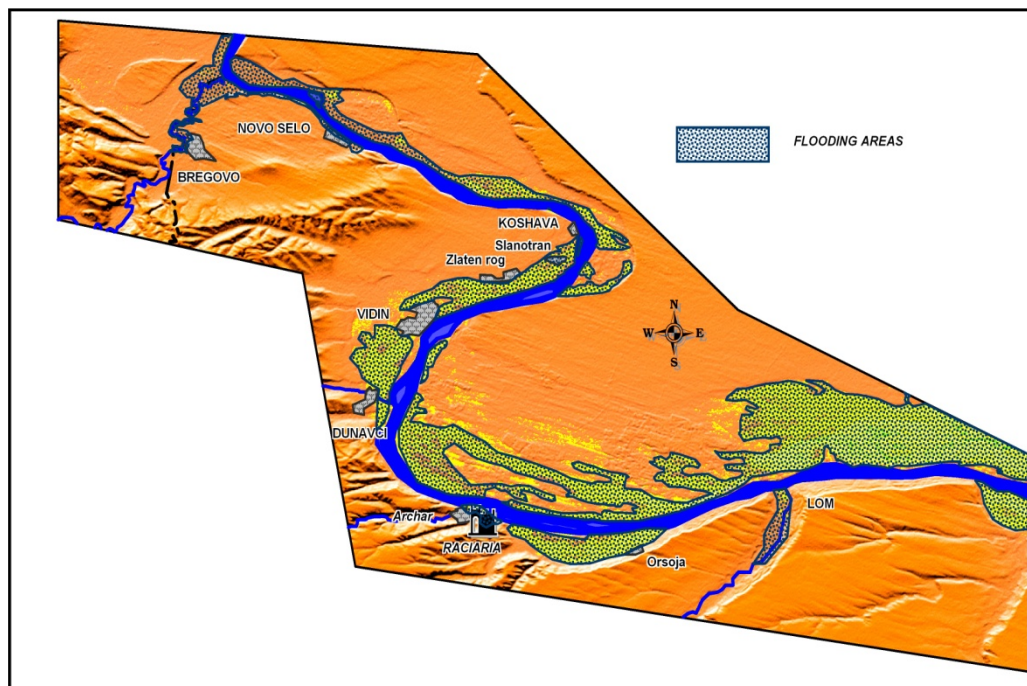 NOVO SELO
BREGOVO
FLOODING AREAS
KOSHAVA
Slanotran
Zlaten rog
VIDIN
N
W E
S
DUNAVCI
Archar
RACIARIA
LOM
Orsoja